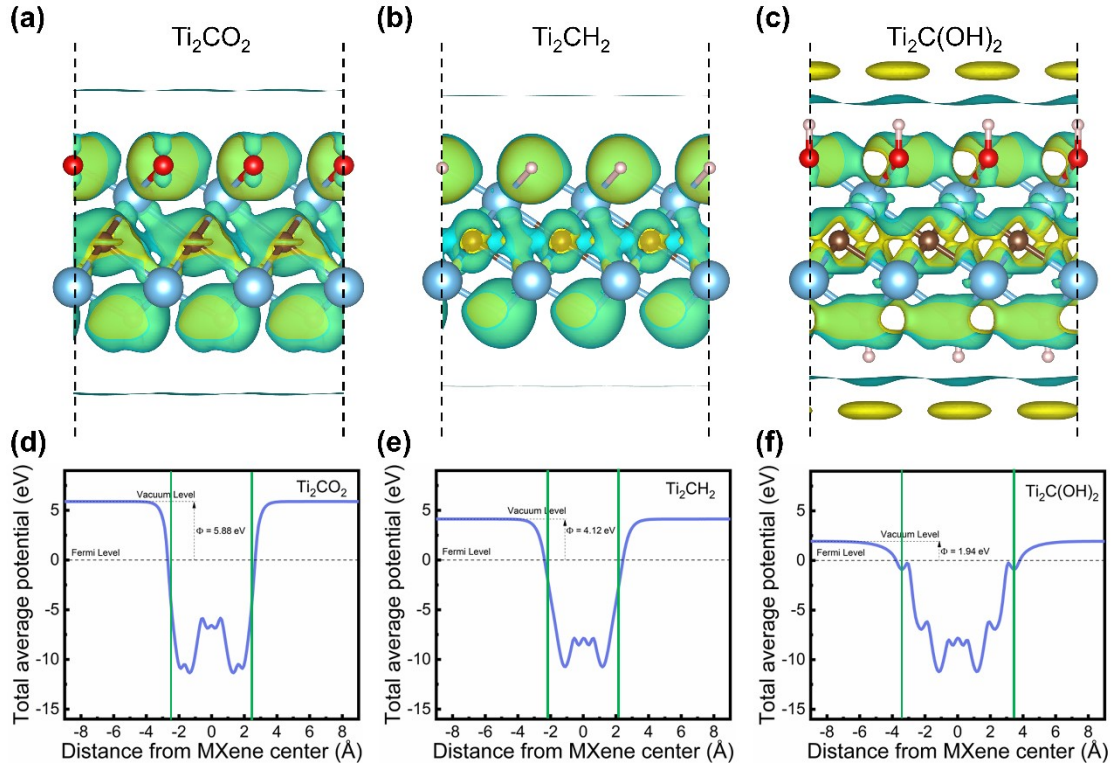 (a)
Ti₂CO₂
(b)
Ti₂CH₂
(c)
Ti₂C(OH)₂
(d)
Total average potential (eV)
5
0
-5
-10
-15
Vacuum Level
Φ = 5.88 eV
Fermi Level
Ti₂CO₂
-8 -6 -4 -2 0 2 4 6 8
Distance from MXene center (Å)
(e)
Total average potential (eV)
5
0
-5
-10
-15
Vacuum Level
Φ = 4.12 eV
Fermi Level
Ti₂CH₂
-8 -6 -4 -2 0 2 4 6 8
Distance from MXene center (Å)
(f)
Total average potential (eV)
5
0
-5
-10
-15
Vacuum Level
Φ = 1.94 eV
Fermi Level
Ti₂C(OH)₂
-8 -6 -4 -2 0 2 4 6 8
Distance from MXene center (Å)